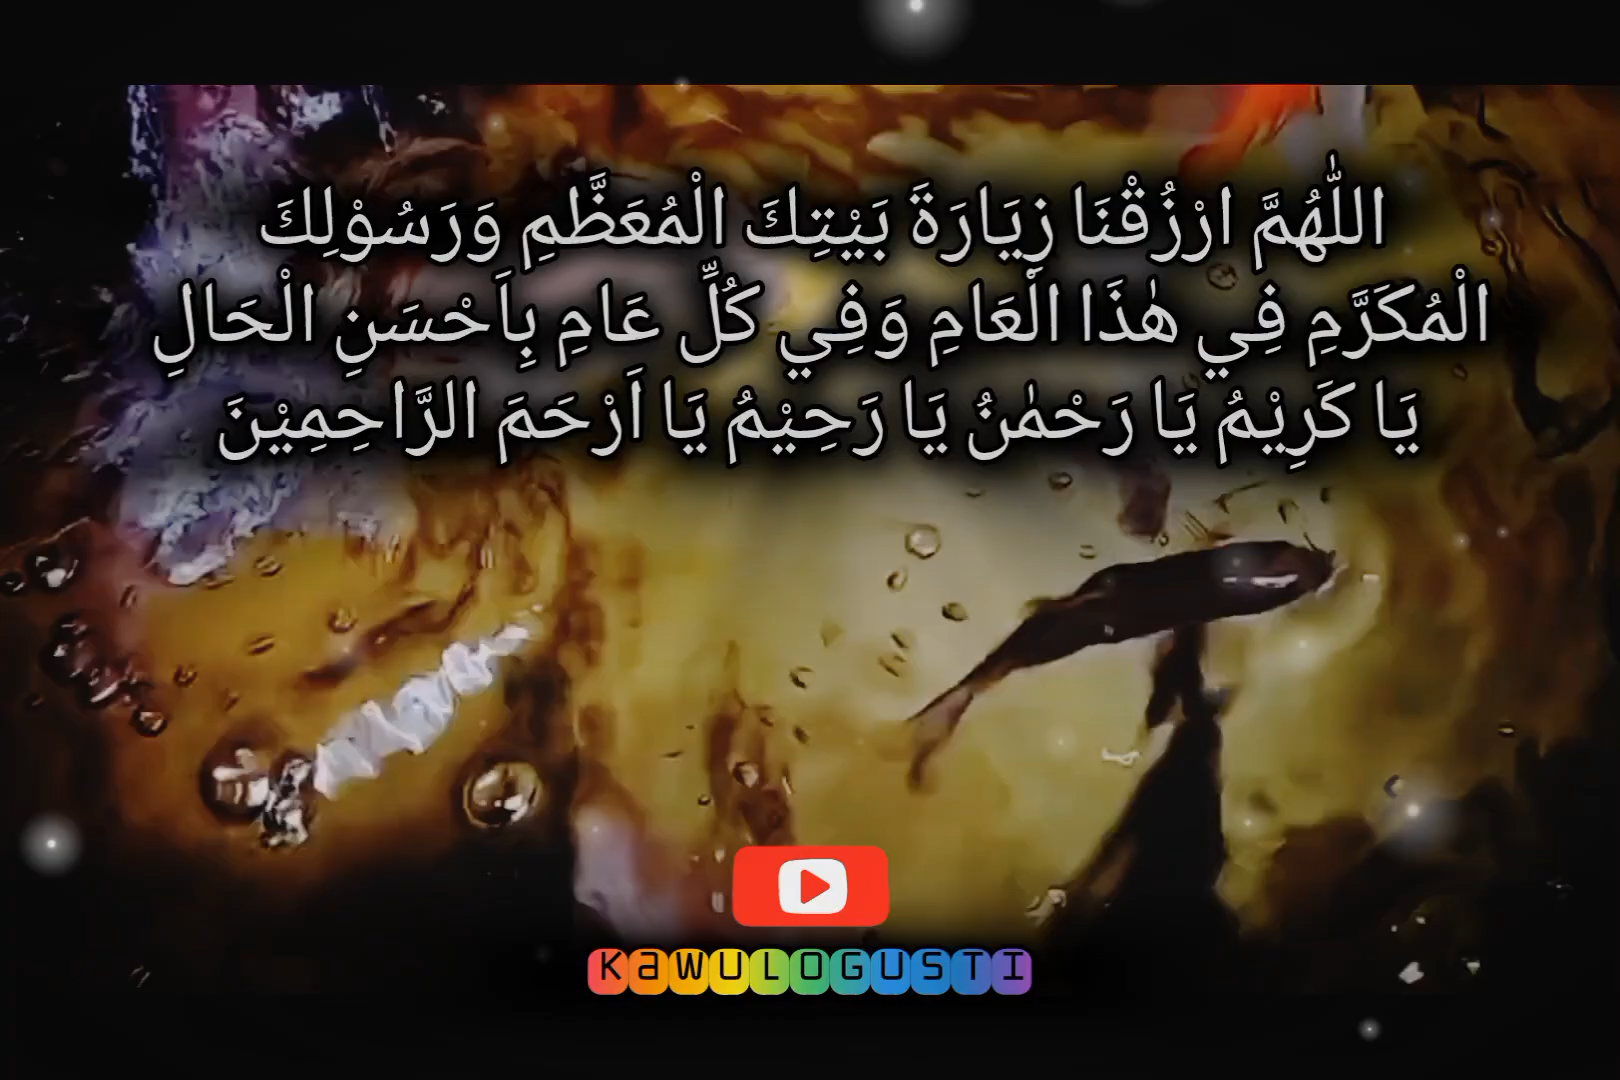 اللّٰهُمَّ ارْزُقْنَا زِيَارَةَ بَيْتِكَ الْمُعَظَّمِ وَرَسُوْلِكَ
الْمُكَرَّمِ فِي هٰذَا الْعَامِ وَفِي كُلِّ عَامِ بِاَحْسَنِ الْحَالِ
يَا كَرِيْمُ يَا رَحْمٰنُ يَا رَحِيْمُ يَا اَرْحَمَ الرَّاحِمِيْنَ
KaWULOGUSTI